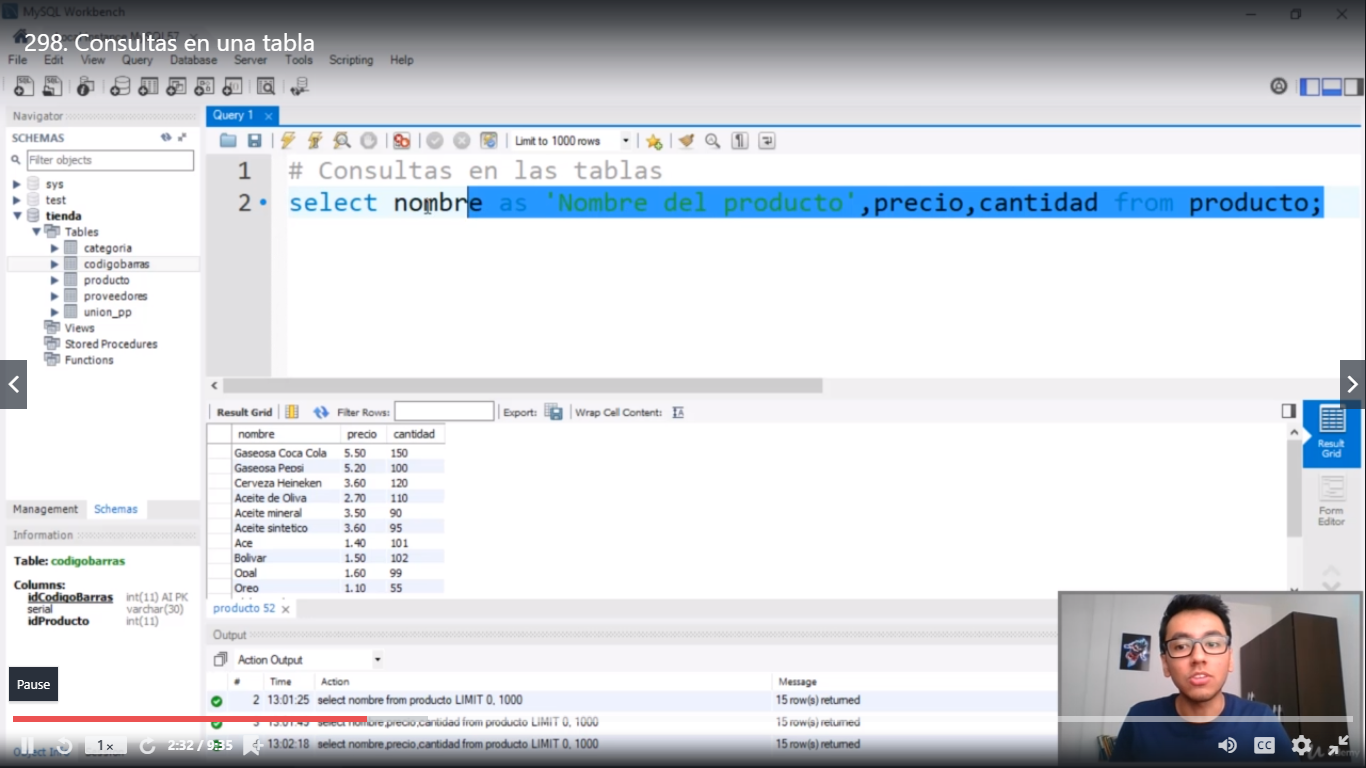 MySQL Workbench
298. Consultas en una tabla
File Edit View Query Database Server Tools Scripting Help
Navigator
Query 1
SCHEMAS
Limit to 1000 rows
Filter objects
1 # Consultas en las tablas
2 select nombre as 'Nombre del producto',precio,cantidad from producto;
sys
test
tienda
Tables
categoria
codigobarras
producto
proveedores
union_pp
Views
Stored Procedures
Functions
Result Grid Filter Rows: Export: Wrap Cell Content:
nombre precio cantidad
Gaseosa Coca Cola 5.50 150
Gaseosa Pepsi 5.20 100
Cerveza Heineken 3.60 120
Aceite de Oliva 2.70 110
Aceite mineral 3.50 90
Aceite sintetico 3.60 95
Ace 1.40 101
Bolivar 1.50 102
Opal 1.60 99
Oreo 1.10 55
Result
Grid
Form
Editor
Management Schemas
Information
Table: codigobarras
Columns:
idCodigoBarras int(11) AI PK
serial varchar(30)
idProducto int(11)
producto 52
Output
Action Output
# Time Action Message
2 13:01:25 select nombre from producto LIMIT 0, 1000 15 row(s) returned
3 13:01:45 select nombre,precio,cantidad from producto LIMIT 0, 1000 15 row(s) returned
13:02:18 select nombre,precio,cantidad from producto LIMIT 0, 1000 15 row(s) returned
Pause
1x
2:32 / 9:35
CC